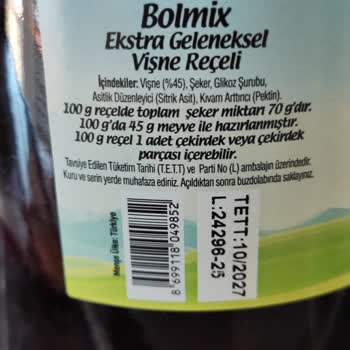 Bolmix
Ekstra Geleneksel
Vişne Reçeli
İçindekiler: Vişne (%45), Şeker, Glikoz Şurubu,
Asitlik Düzenleyici (Sitrik Asit), Kıvam Arttırıcı (Pektin).
100 g reçelde toplam şeker miktarı 70 g'dır.
100 g'da 45 g meyve ile hazırlanmıştır.
100 g reçel 1 adet çekirdek veya çekirdek
parçası içerebilir.
Tavsiye Edilen Tüketim Tarihi (T.E.T.T) ve Parti No (L) ambalajın üzerindedir.
Kuru ve serin yerde muhafaza ediniz. Açıldıktan sonra buzdolabında saklayınız.
Menşe Ülke: Türkiye
8 699118 049852
L:24296-25
TETT:10/2027